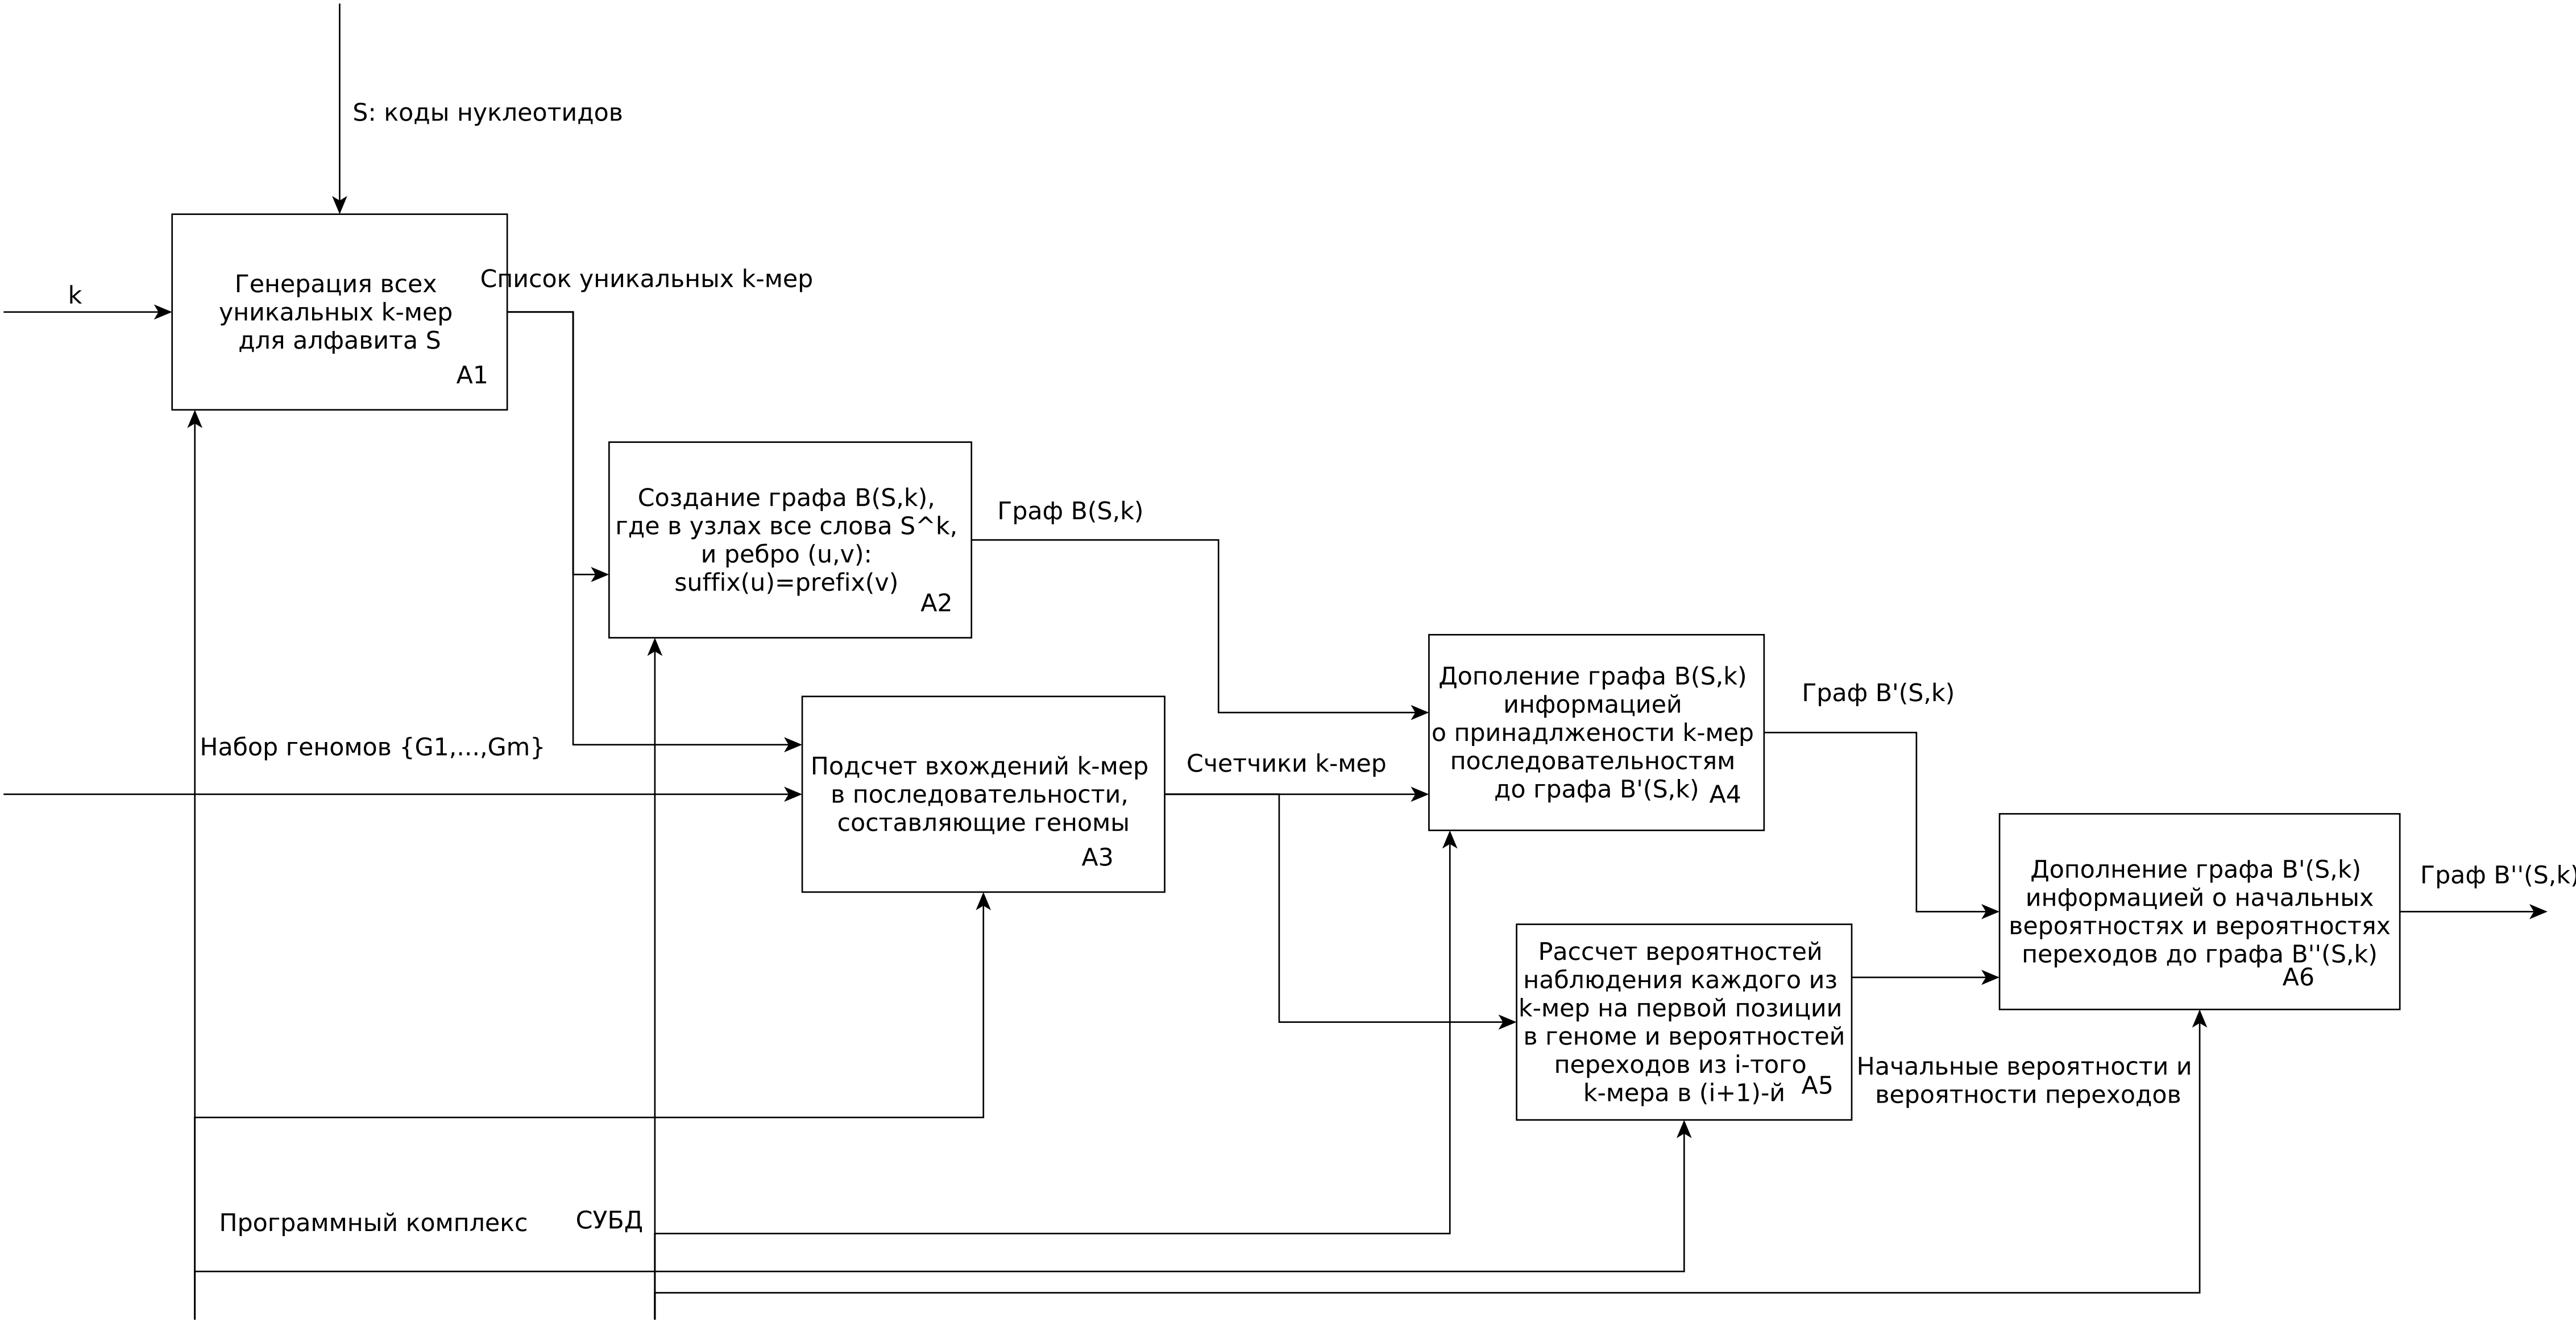 S: коды нуклеотидов
k
Генерация всех
уникальных k-мер
для алфавита S
A1
Список уникальных k-мер
Создание графа B(S,k),
где в узлах все слова S^k,
и ребро (u,v):
suffix(u)=prefix(v)
A2
Граф B(S,k)
Набор геномов {G1,...,Gm}
Подсчет вхождений k-мер
в последовательности,
составляющие геномы
A3
Счетчики k-мер
Дополение графа B(S,k)
информацией
о принадлжености k-мер
последовательностям
до графа B'(S,k)
A4
Граф B'(S,k)
Рассчет вероятностей
наблюдения каждого из
k-мер на первой позиции
в геноме и вероятностей
переходов из i-того
k-мера в (i+1)-й
A5
Начальные вероятности и
вероятности переходов
Дополнение графа B'(S,k)
информацией о начальных
вероятностях и вероятностях
переходов до графа B''(S,k)
A6
Граф B''(S,k)
Программный комплекс
СУБД